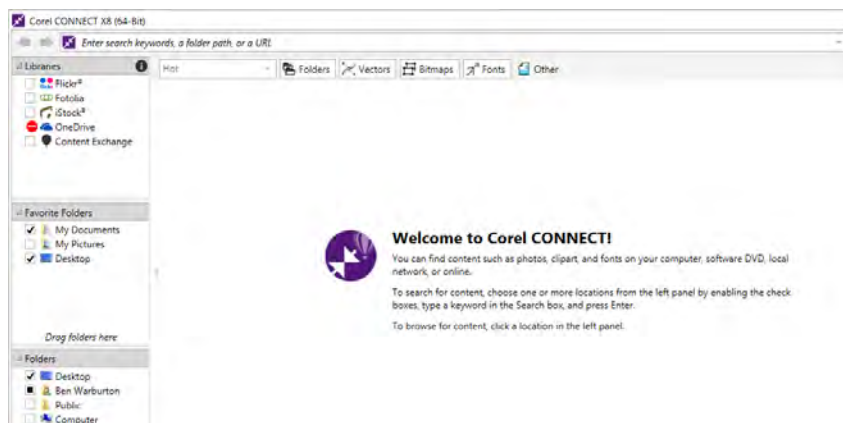 Corel CONNECT X8 (64-Bit)
Enter search keywords, a folder path, or a URL
Libraries
Hot
Folders
Vectors
Bitmaps
Fonts
Other
Flickr®
Fotolia
iStock®
OneDrive
Content Exchange
Favorite Folders
My Documents
My Pictures
Desktop
Drag folders here
Welcome to Corel CONNECT!
You can find content such as photos, clipart, and fonts on your computer, software DVD, local
network, or online.
To search for content, choose one or more locations from the left panel by enabling the check
boxes, type a keyword in the Search box, and press Enter.
To browse for content, click a location in the left panel.
Folders
Desktop
Ben Warburton
Public
Computer